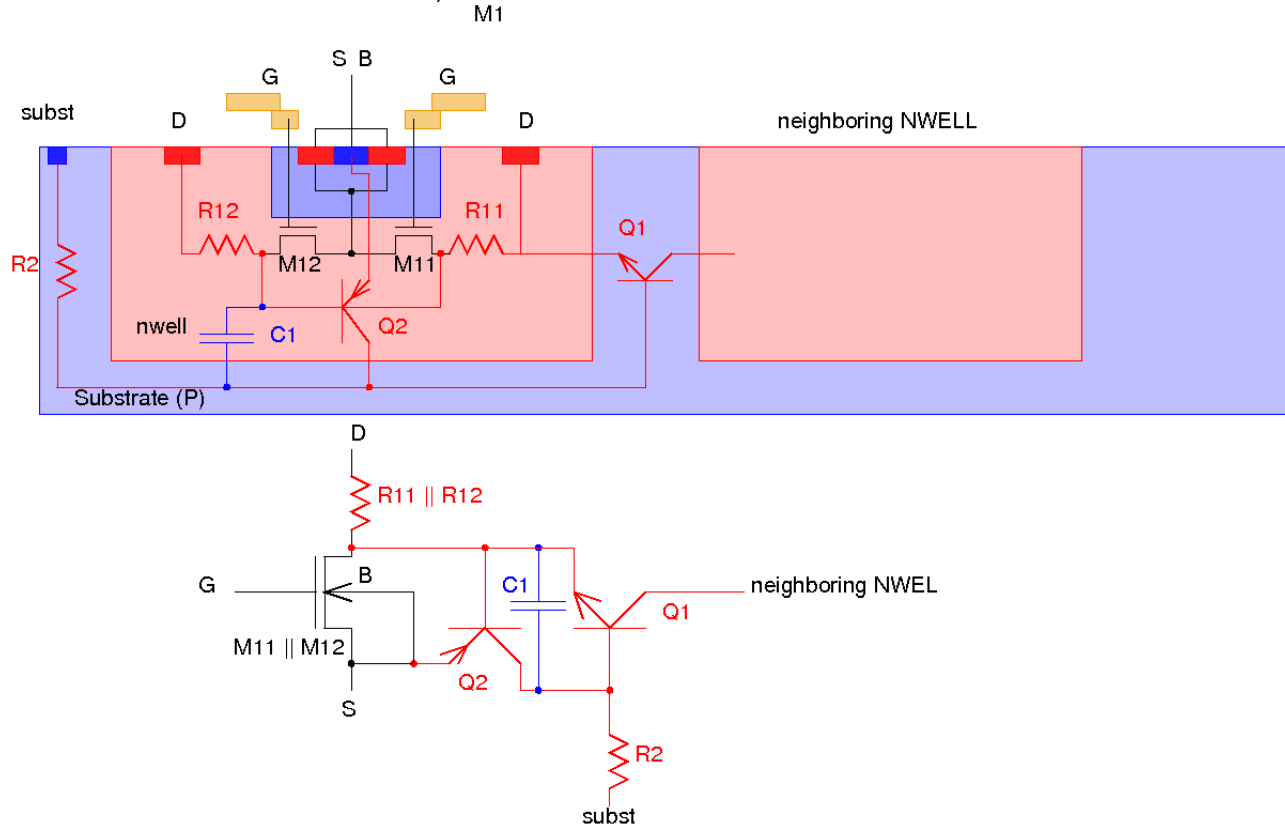 M1
S B
G G
subst D D neighboring NWELL
R12 R11 Q1
R2 M12 M11
nwell C1 Q2
Substrate (P)
D
R11 || R12
G B C1 neighboring NWEL
Q1
M11 || M12
Q2
S
R2
subst